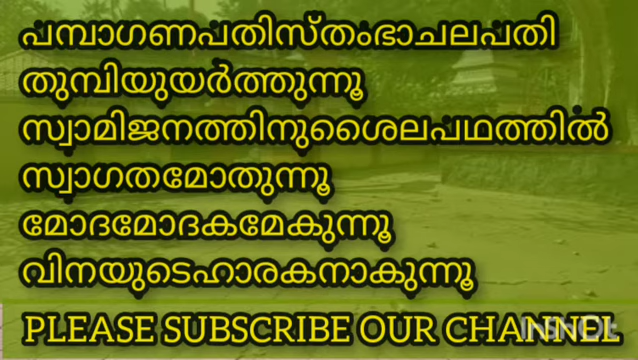 പമ്പാഗണപതിസ്തംഭാചലപതി
തുമ്പിയുയർത്തുന്നൂ
സ്വാമിജനത്തിനുശൈലപഥത്തിൽ
സ്വാഗതമോതുന്നൂ
മോദമോദകമേകുന്നൂ
വിനയുടെഹാരകനാകുന്നൂ
PLEASE SUBSCRIBE OUR CHANNEL